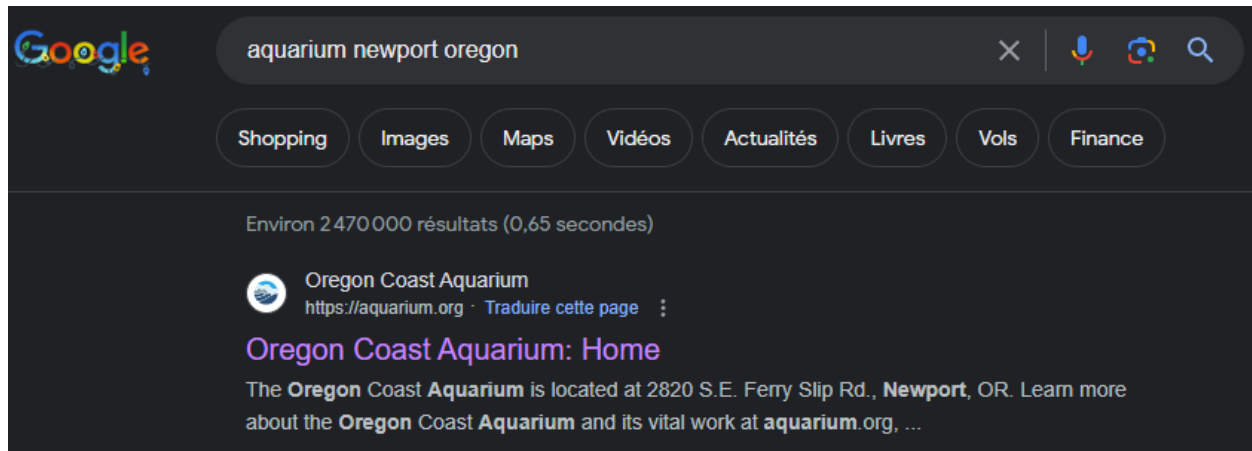 Google
aquarium newport oregon
Shopping Images Maps Vidéos Actualités Livres Vols Finance
Environ 2 470 000 résultats (0,65 secondes)
Oregon Coast Aquarium
https://aquarium.org · Traduire cette page
Oregon Coast Aquarium: Home
The Oregon Coast Aquarium is located at 2820 S.E. Ferry Slip Rd., Newport, OR. Learn more
about the Oregon Coast Aquarium and its vital work at aquarium.org, ...